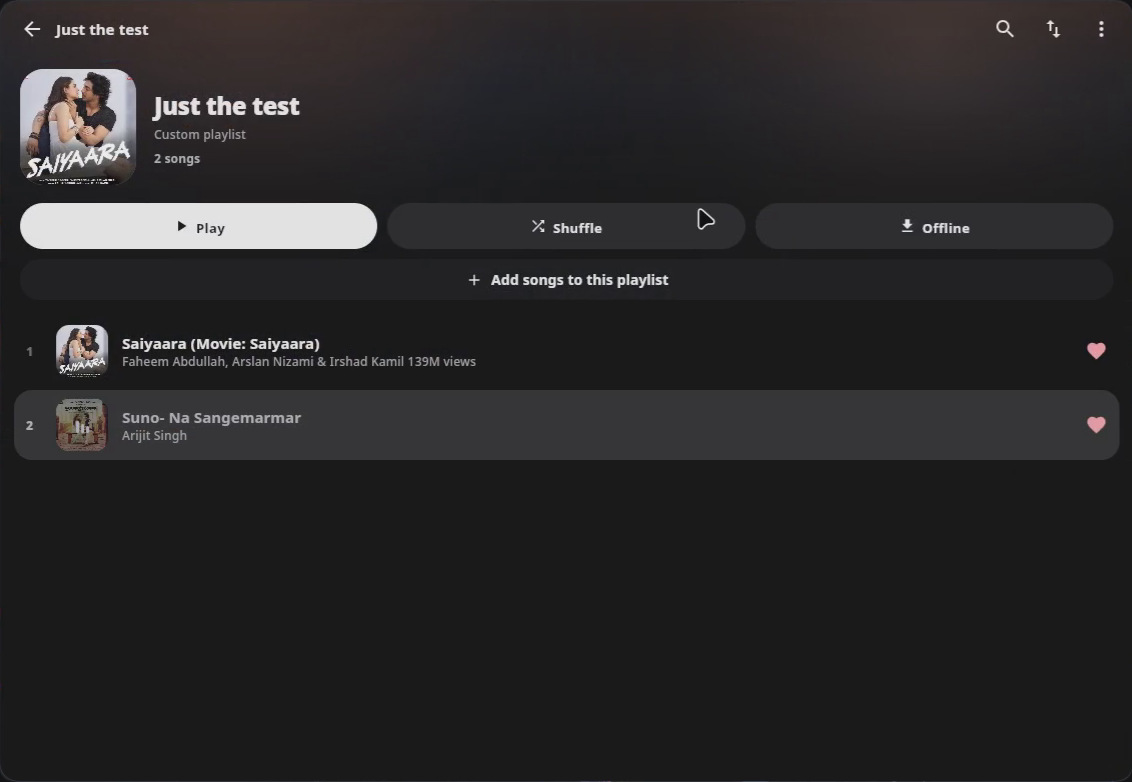 Just the test
SAIYAARA
Just the test
Custom playlist
2 songs
Play
Shuffle
Offline
Add songs to this playlist
1
SAIYAARA
Saiyaara (Movie: Saiyaara)
Faheem Abdullah, Arslan Nizami & Irshad Kamil 139M views
2
Suno- Na Sangemarmar
Arijit Singh